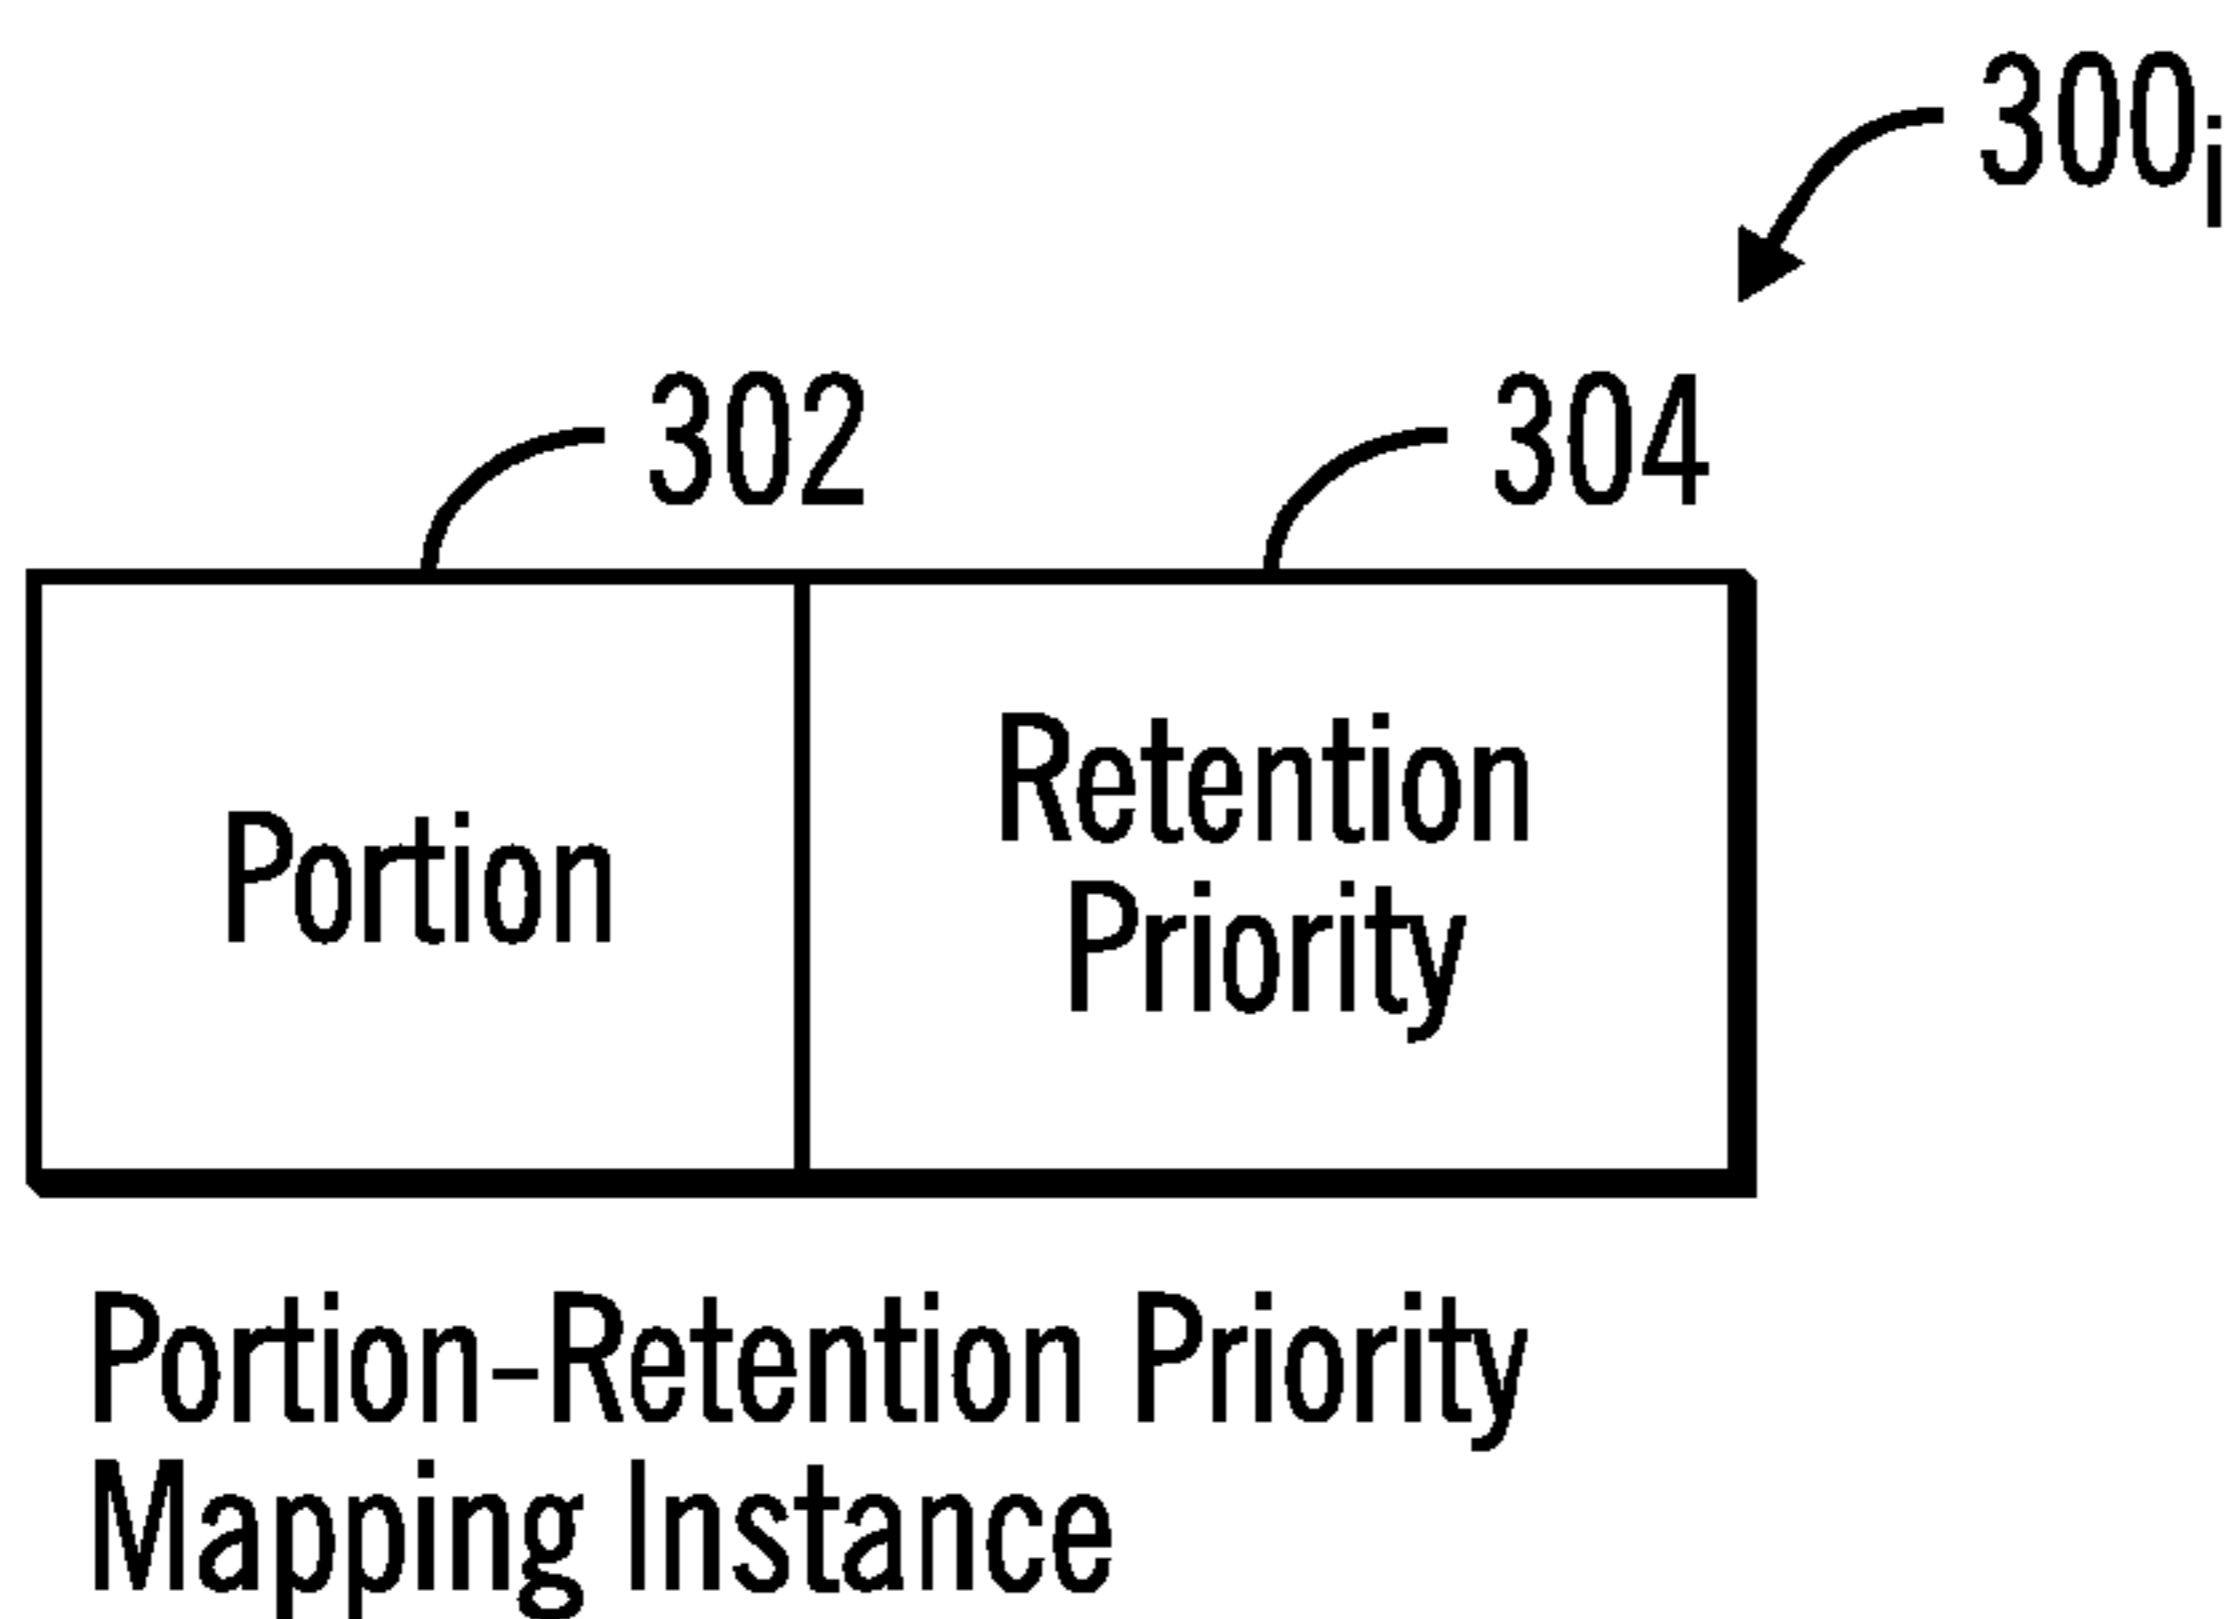 300i
302
304
Portion
Retention
Priority
Portion-Retention Priority
Mapping Instance